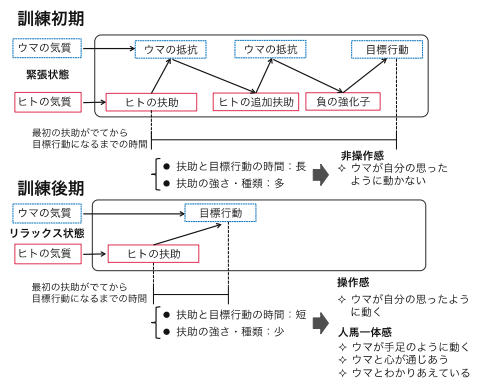 訓練初期
ウマの気質
ウマの抵抗
ウマの抵抗
目標行動
緊張状態
ヒトの気質
ヒトの扶助
ヒトの追加扶助
負の強化子
最初の扶助がでてから
目標行動になるまでの時間
● 扶助と目標行動の時間：長
● 扶助の強さ・種類：多
非操作感
✧ ウマが自分の思った
ように動かない
訓練後期
ウマの気質
目標行動
リラックス状態
ヒトの気質
ヒトの扶助
最初の扶助がでてから
目標行動になるまでの時間
● 扶助と目標行動の時間：短
● 扶助の強さ・種類：少
操作感
✧ ウマが自分の思ったよう
に動く
人馬一体感
✧ ウマが手足のように動く
✧ ウマと心が通じあう
✧ ウマとわかりあえている